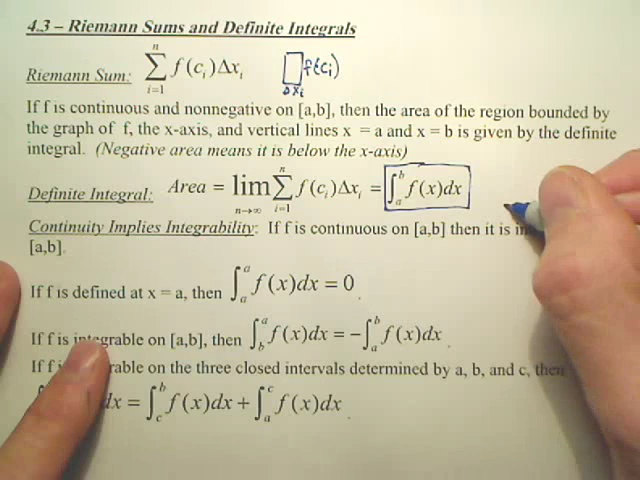 4.3 – Riemann Sums and Definite Integrals
Riemann Sum: ∑_{i=1}^{n} f(c_i)Δx_i f(ci)
Δxi
If f is continuous and nonnegative on [a,b], then the area of the region bounded by
the graph of f, the x-axis, and vertical lines x = a and x = b is given by the definite
integral. (Negative area means it is below the x-axis)
Definite Integral: Area = lim_{n→∞} ∑_{i=1}^{n} f(c_i)Δx_i = ∫_a^b f(x)dx
Continuity Implies Integrability: If f is continuous on [a,b] then it is
[a,b].
If f is defined at x = a, then ∫_a^a f(x)dx = 0
If f is integrable on [a,b], then ∫_b^a f(x)dx = −∫_a^b f(x)dx
If f on the three closed intervals determined by a, b, and c, then
dx = ∫_c^b f(x)dx + ∫_a^c f(x)dx